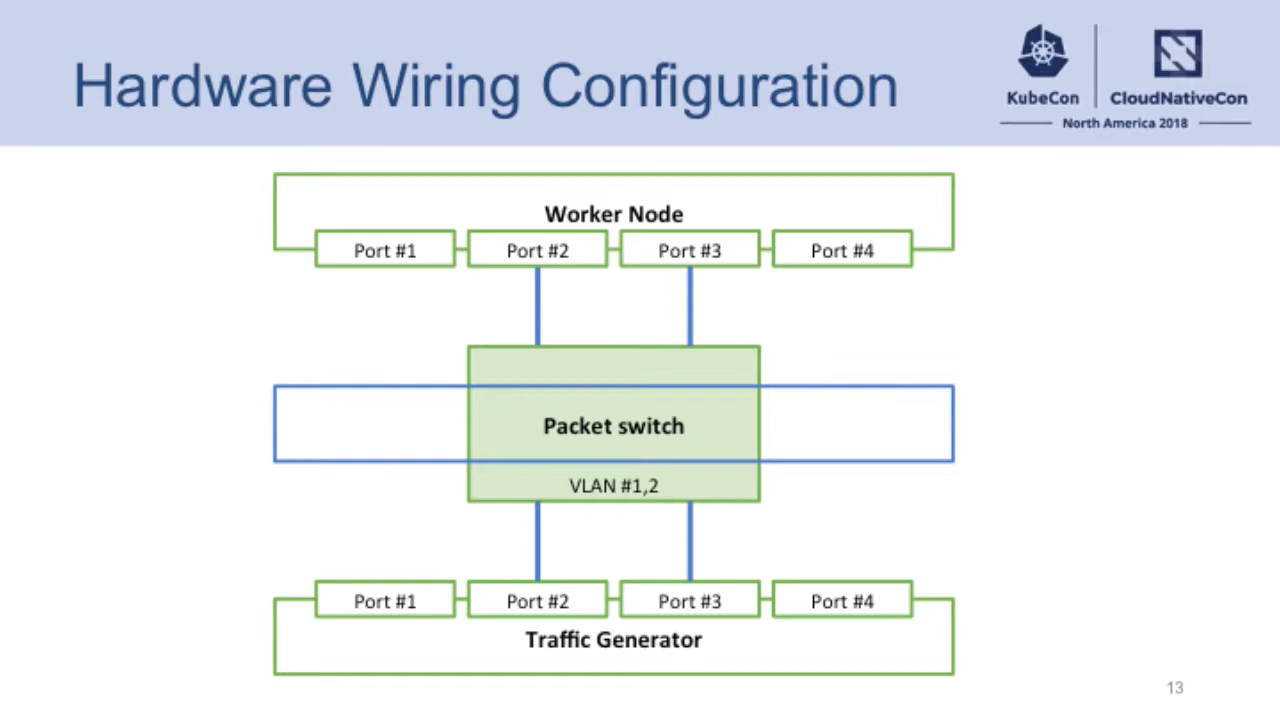 Hardware Wiring Configuration
KubeCon
CloudNativeCon
North America 2018
Worker Node
Port #1
Port #2
Port #3
Port #4
Packet switch
VLAN #1,2
Port #1
Port #2
Port #3
Port #4
Traffic Generator
13